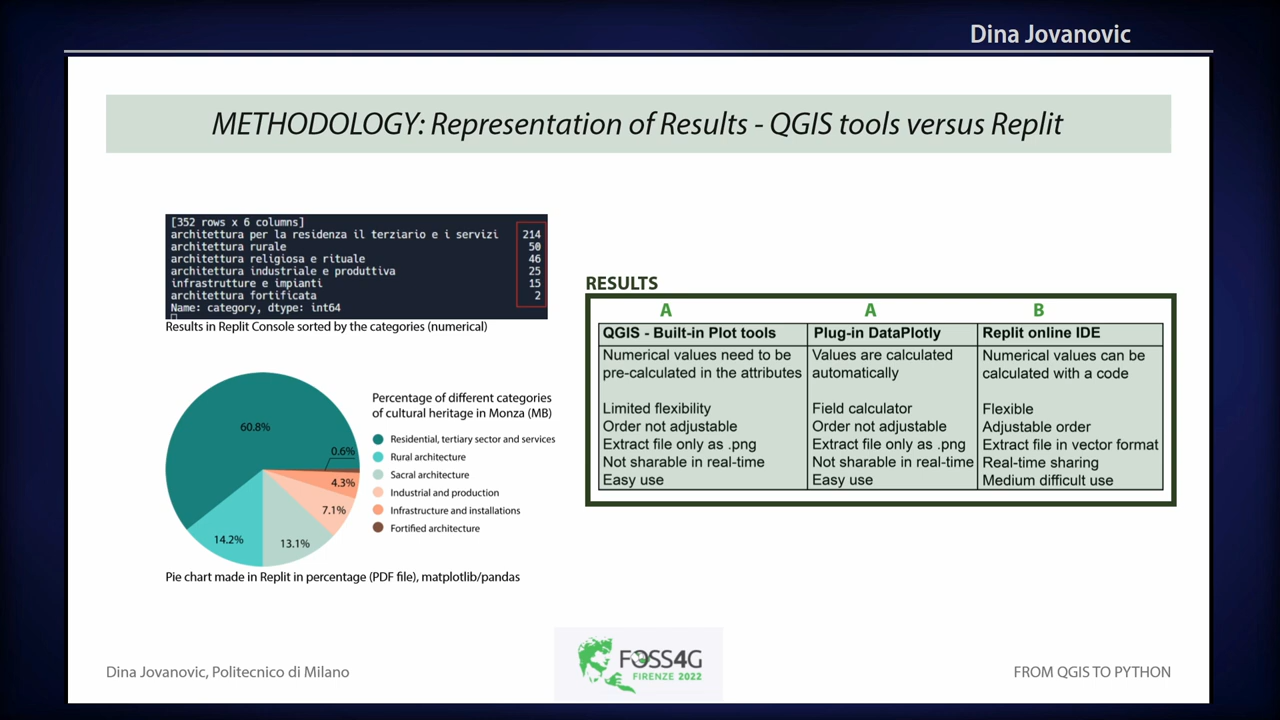 Dina Jovanovic
METHODOLOGY: Representation of Results - QGIS tools versus Replit
[352 rows x 6 columns]
architettura per la residenza il terziario e i servizi 214
architettura rurale 50
architettura religiosa e rituale 46
architettura industriale e produttiva 25
infrastrutture e impianti 15
architettura fortificata 2
Name: category, dtype: int64
Results in Replit Console sorted by the categories (numerical)
Percentage of different categories
of cultural heritage in Monza (MB)
60.8%
0.6%
4.3%
7.1%
13.1%
14.2%
Residential, tertiary sector and services
Rural architecture
Sacral architecture
Industrial and production
Infrastructure and installations
Fortified architecture
Pie chart made in Replit in percentage (PDF file), matplotlib/pandas
RESULTS
A A B
QGIS - Built-in Plot tools Plug-in DataPlotly Replit online IDE
Numerical values need to be Values are calculated Numerical values can be
pre-calculated in the attributes automatically calculated with a code
Limited flexibility Field calculator Flexible
Order not adjustable Order not adjustable Adjustable order
Extract file only as .png Extract file only as .png Extract file in vector format
Not sharable in real-time Not sharable in real-time Real-time sharing
Easy use Easy use Medium difficult use
Dina Jovanovic, Politecnico di Milano
FOSS4G
FIRENZE 2022
FROM QGIS TO PYTHON